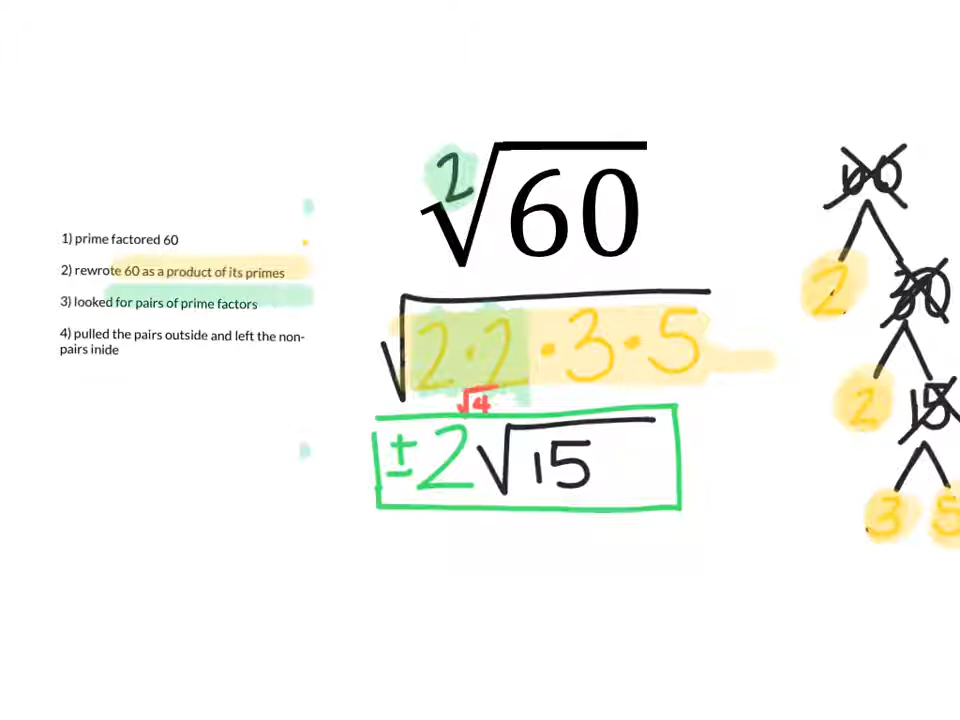 1) prime factored 60
2) rewrote 60 as a product of its primes
3) looked for pairs of prime factors
4) pulled the pairs outside and left the non-
pairs inide
2√60
√2·2·3·5
√4
±2√15
60
2 30
2 15
3 5